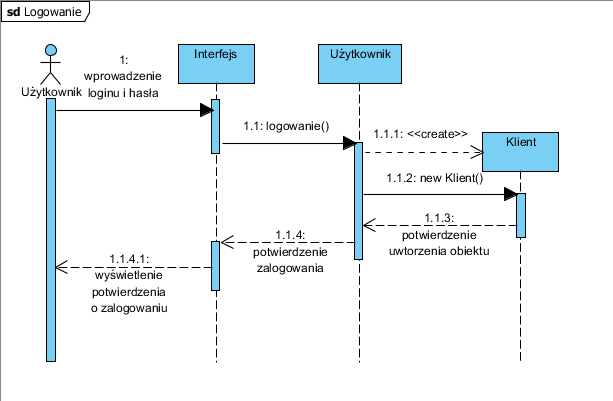 sd Logowanie
Użytkownik
Interfejs
Użytkownik
Klient
1:
wprowadzenie
loginu i hasła
1.1: logowanie()
1.1.1: <<create>>
1.1.2: new Klient()
1.1.3:
potwierdzenie
uwtorzenia obiektu
1.1.4:
potwierdzenie
zalogowania
1.1.4.1:
wyświetlenie
potwierdzenia
o zalogowaniu